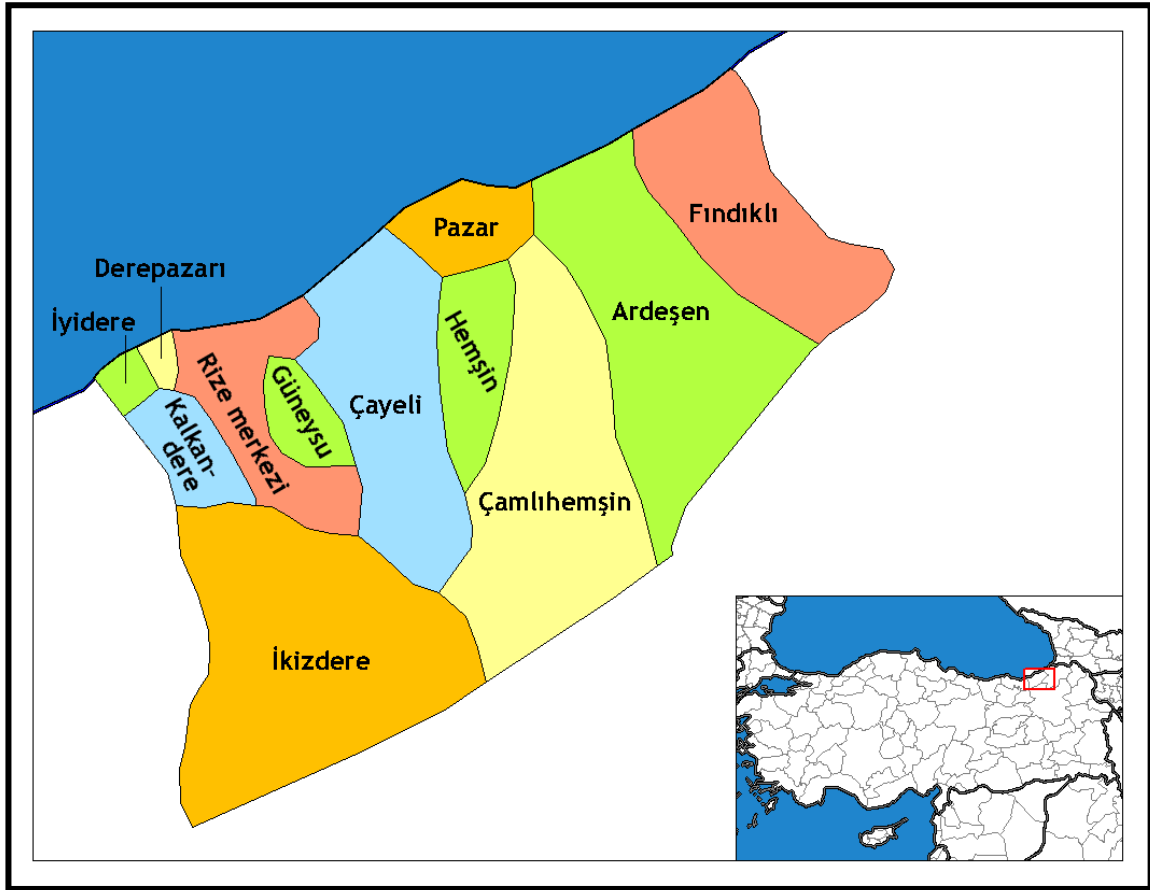 Fındıklı
Pazar
Derepazarı
Ardeşen
İyidere
Hemşin
Rize merkezi
Güneysu
Çayeli
Kalkan-
dere
Çamlıhemşin
İkizdere